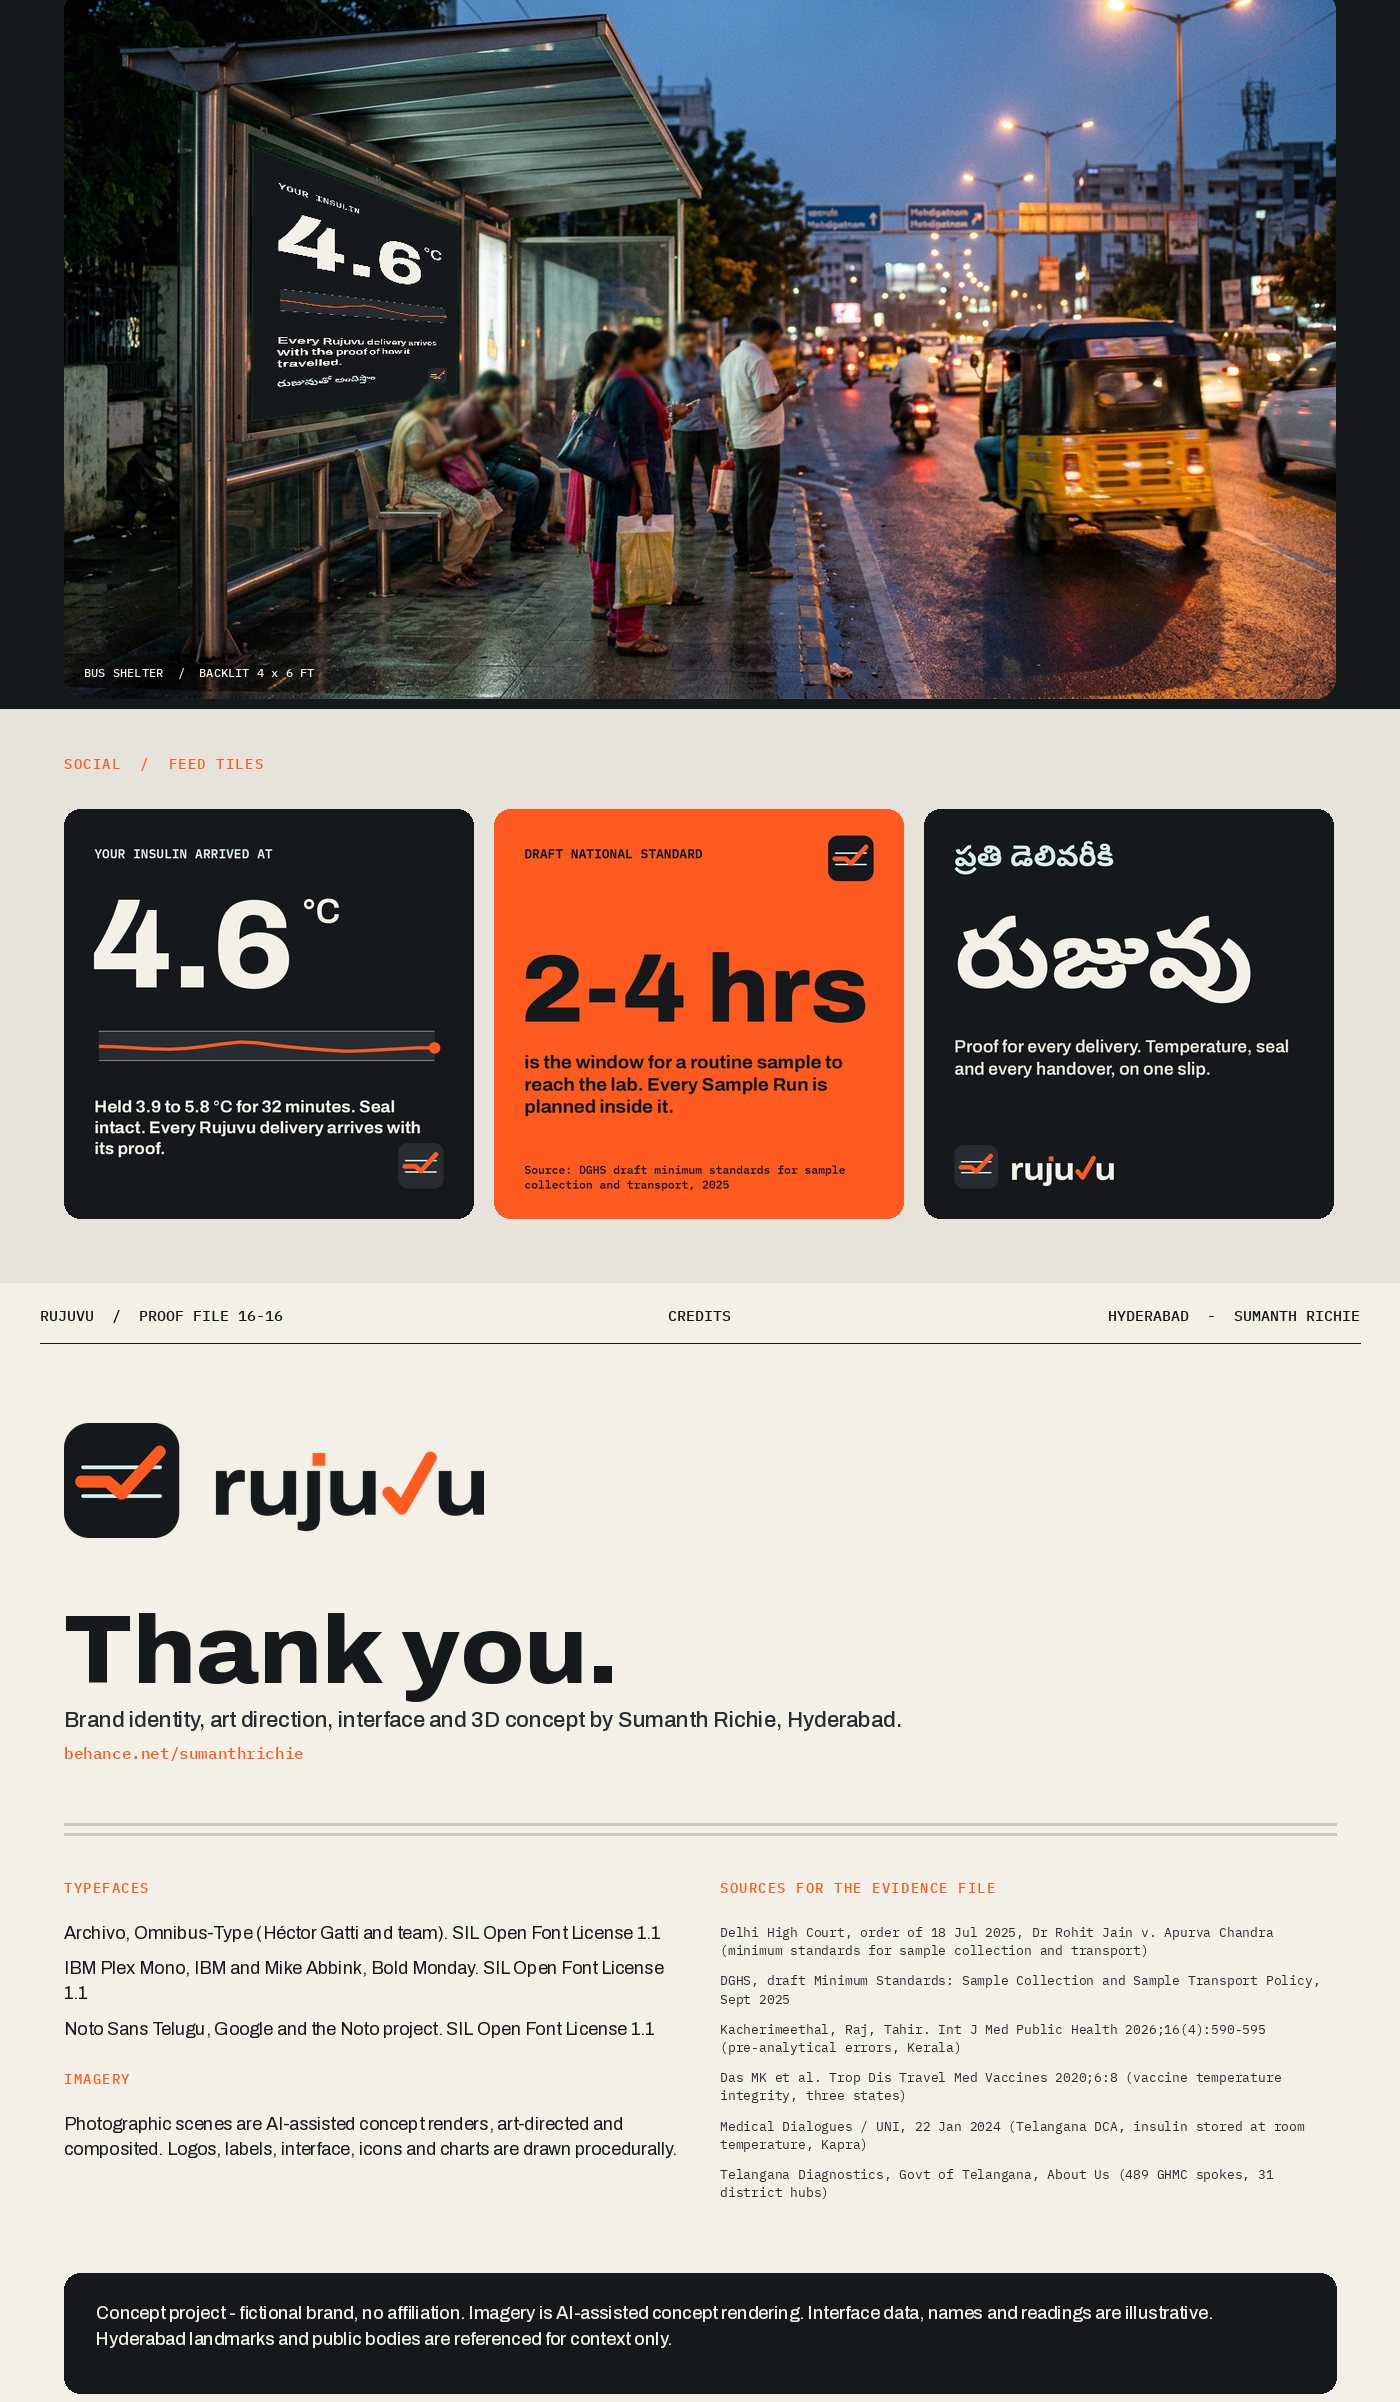 YOUR INSULIN
4.6 °C
Every Rujuvu delivery arrives
with the proof of how it
travelled.
రుజువుతో అందిస్తాం
Mehdipatnam
Mehdipatnam
Mehdipatnam
BUS SHELTER / BACKLIT 4 x 6 FT
SOCIAL / FEED TILES
YOUR INSULIN ARRIVED AT
4.6 °C
Held 3.9 to 5.8 °C for 32 minutes. Seal
intact. Every Rujuvu delivery arrives with
its proof.
DRAFT NATIONAL STANDARD
2-4 hrs
is the window for a routine sample to
reach the lab. Every Sample Run is
planned inside it.
Source: DGHS draft minimum standards for sample
collection and transport, 2025
ప్రతి డెలివరీకి
రుజువు
Proof for every delivery. Temperature, seal
and every handover, on one slip.
rujuvu
RUJUVU / PROOF FILE 16-16
CREDITS
HYDERABAD - SUMANTH RICHIE
rujuvu
Thank you.
Brand identity, art direction, interface and 3D concept by Sumanth Richie, Hyderabad.
behance.net/sumanthrichie
TYPEFACES
Archivo, Omnibus-Type (Héctor Gatti and team). SIL Open Font License 1.1
IBM Plex Mono, IBM and Mike Abbink, Bold Monday. SIL Open Font License
1.1
Noto Sans Telugu, Google and the Noto project. SIL Open Font License 1.1
IMAGERY
Photographic scenes are AI-assisted concept renders, art-directed and
composited. Logos, labels, interface, icons and charts are drawn procedurally.
SOURCES FOR THE EVIDENCE FILE
Delhi High Court, order of 18 Jul 2025, Dr Rohit Jain v. Apurva Chandra
(minimum standards for sample collection and transport)
DGHS, draft Minimum Standards: Sample Collection and Sample Transport Policy,
Sept 2025
Kacherimeethal, Raj, Tahir. Int J Med Public Health 2026;16(4):590-595
(pre-analytical errors, Kerala)
Das MK et al. Trop Dis Travel Med Vaccines 2020;6:8 (vaccine temperature
integrity, three states)
Medical Dialogues / UNI, 22 Jan 2024 (Telangana DCA, insulin stored at room
temperature, Kapra)
Telangana Diagnostics, Govt of Telangana, About Us (489 GHMC spokes, 31
district hubs)
Concept project - fictional brand, no affiliation. Imagery is AI-assisted concept rendering. Interface data, names and readings are illustrative.
Hyderabad landmarks and public bodies are referenced for context only.